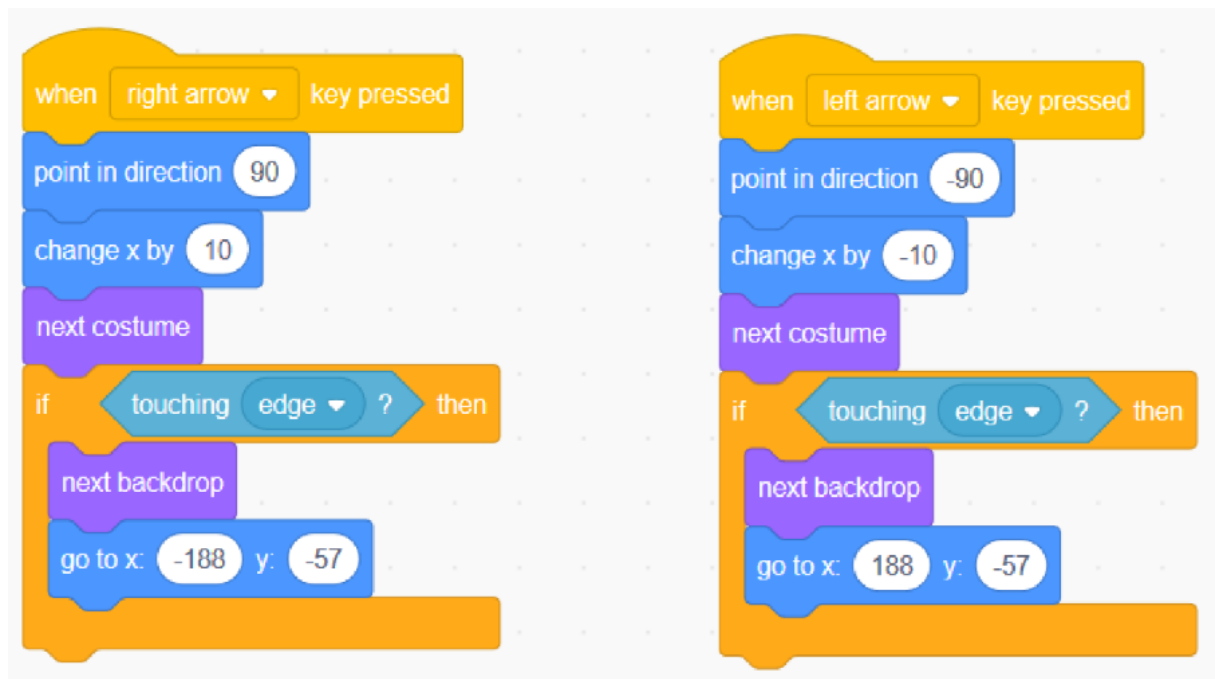 when right arrow key pressed
point in direction 90
change x by 10
next costume
if touching edge ? then
next backdrop
go to x: -188 y: -57
when left arrow key pressed
point in direction -90
change x by -10
next costume
if touching edge ? then
next backdrop
go to x: 188 y: -57